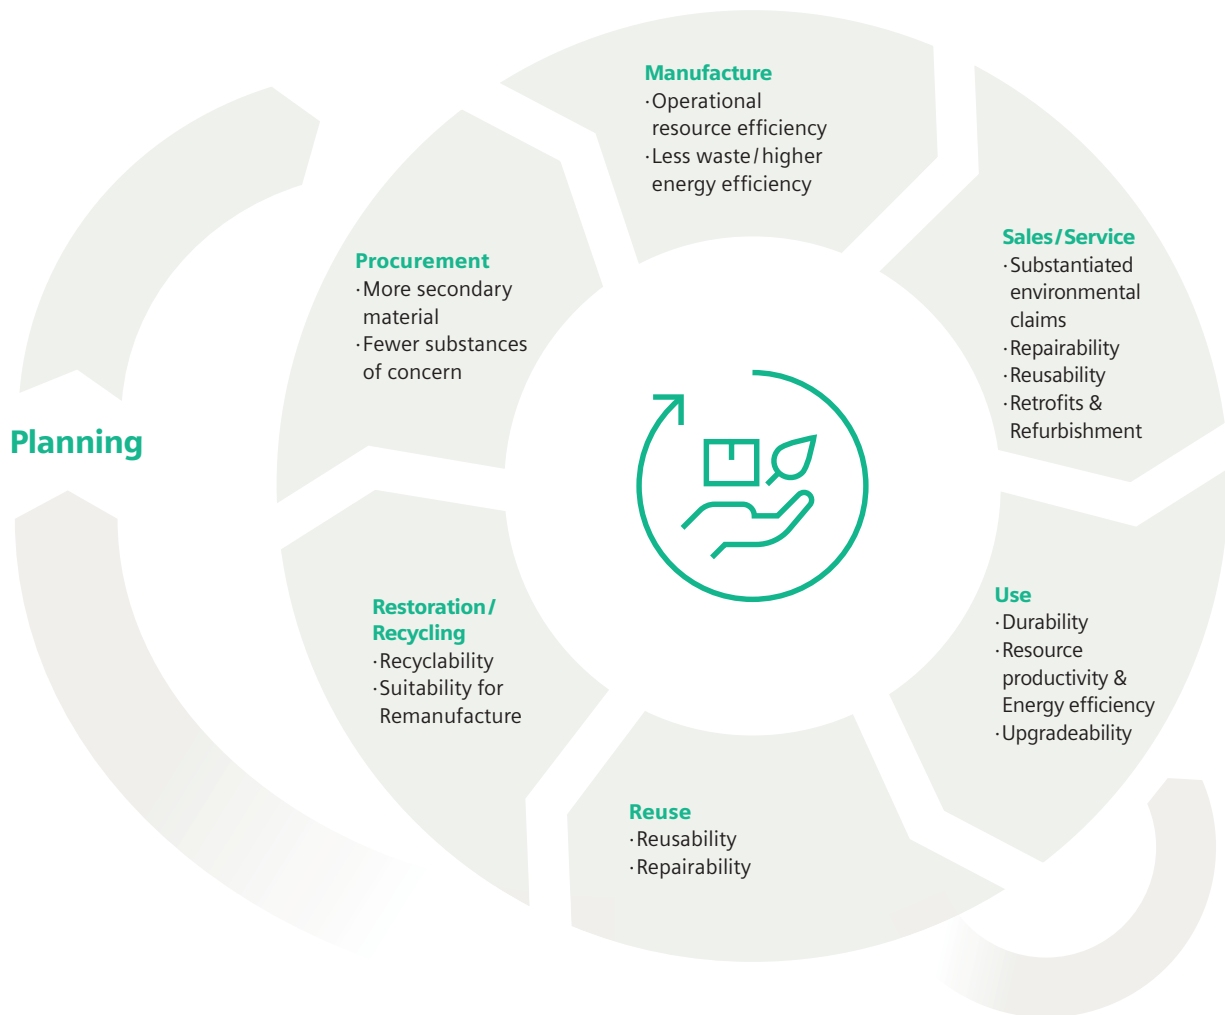 Manufacture
·Operational
resource efficiency
·Less waste/higher
energy efficiency
Sales/Service
·Substantiated
environmental
claims
·Repairability
·Reusability
·Retrofits &
Refurbishment
Procurement
·More secondary
material
·Fewer substances
of concern
Planning
Use
·Durability
·Resource
productivity &
Energy efficiency
·Upgradeability
Restoration/
Recycling
·Recyclability
·Suitability for
Remanufacture
Reuse
·Reusability
·Repairability